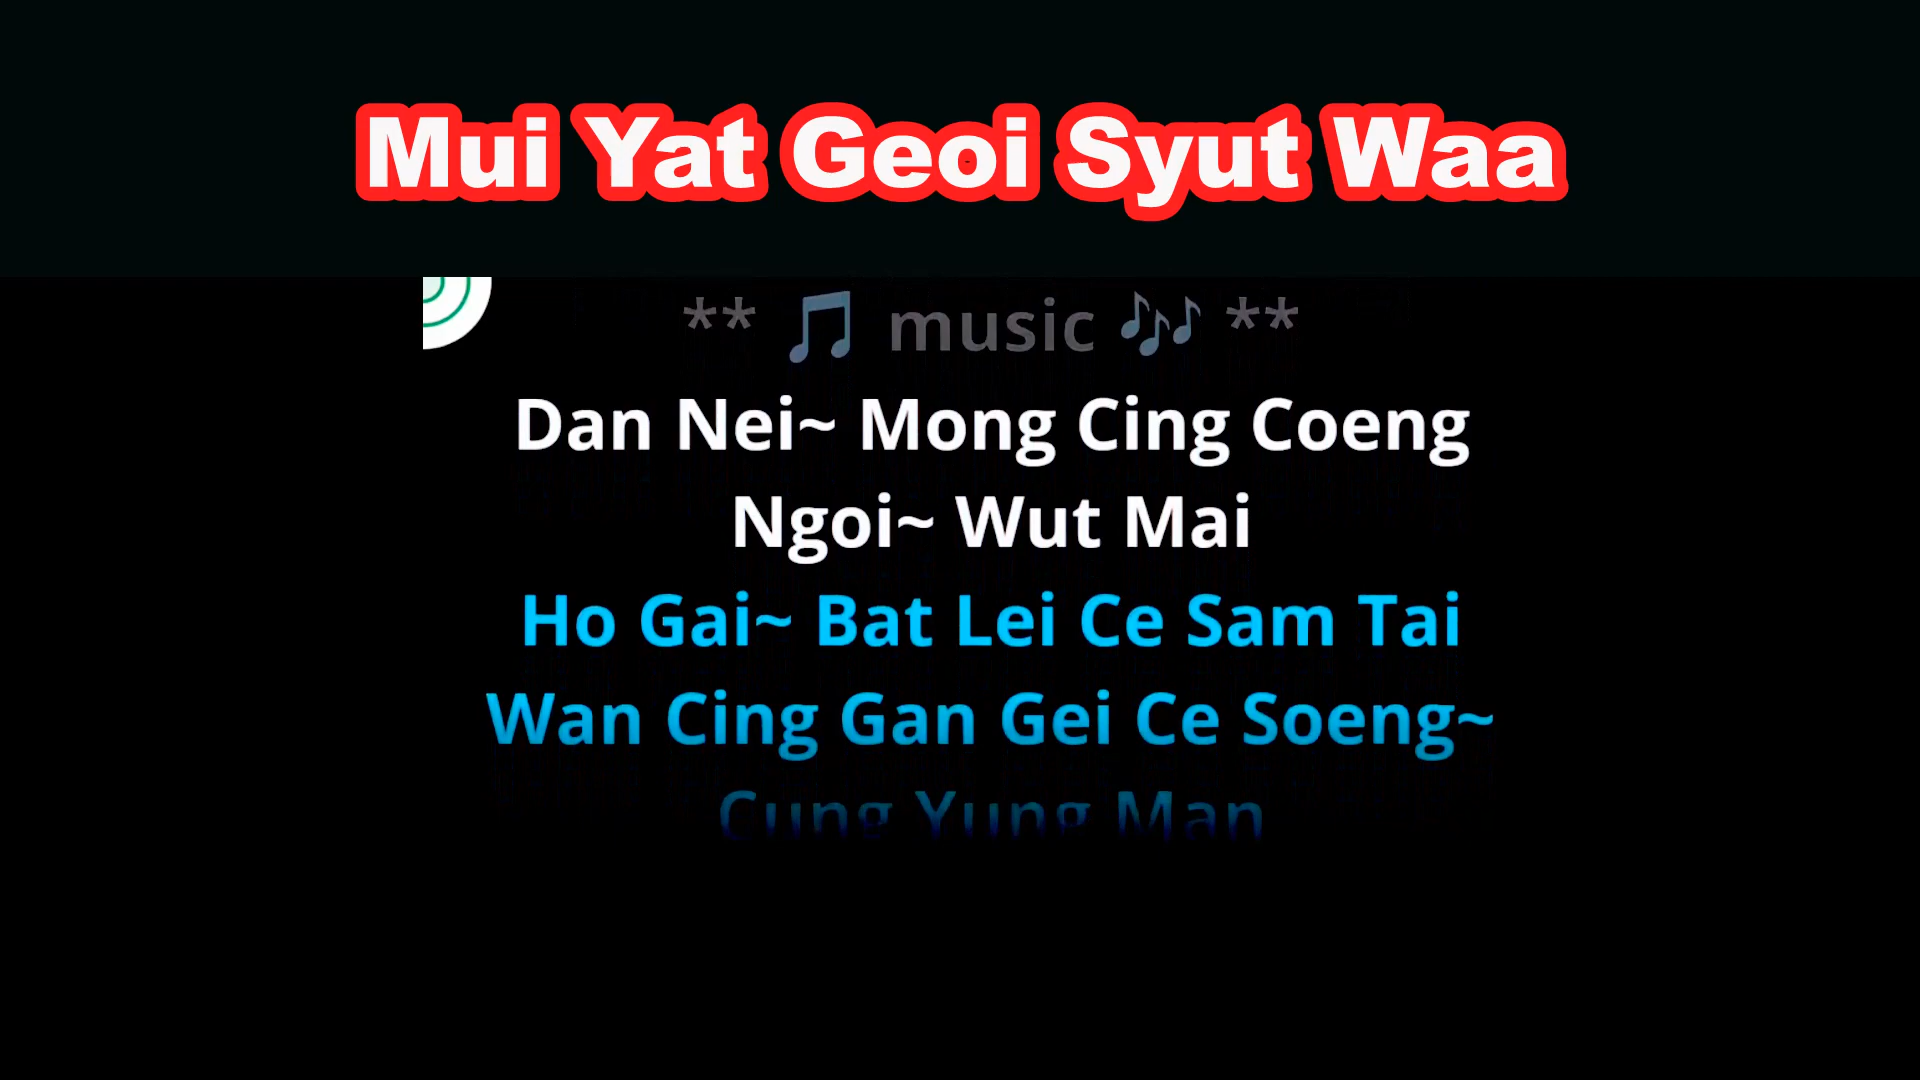 Mui Yat Geoi Syut Waa
** 🎵 music 🎶 **
Dan Nei~ Mong Cing Coeng
Ngoi~ Wut Mai
Ho Gai~ Bat Lei Ce Sam Tai
Wan Cing Gan Gei Ce Soeng~
Cung Yung Man